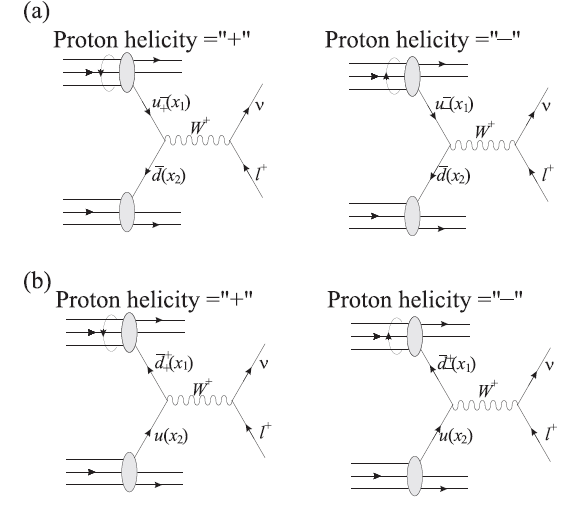 (a)
Proton helicity ="+" Proton helicity ="–"
u⁻₊(x₁) W⁺ ν u⁻₋(x₁) W⁺ ν
d̅(x₂) l⁺ d̅(x₂) l⁺
(b)
Proton helicity ="+" Proton helicity ="–"
d̅⁺₊(x₁) W⁺ ν d̅⁺₋(x₁) W⁺ ν
u(x₂) l⁺ u(x₂) l⁺